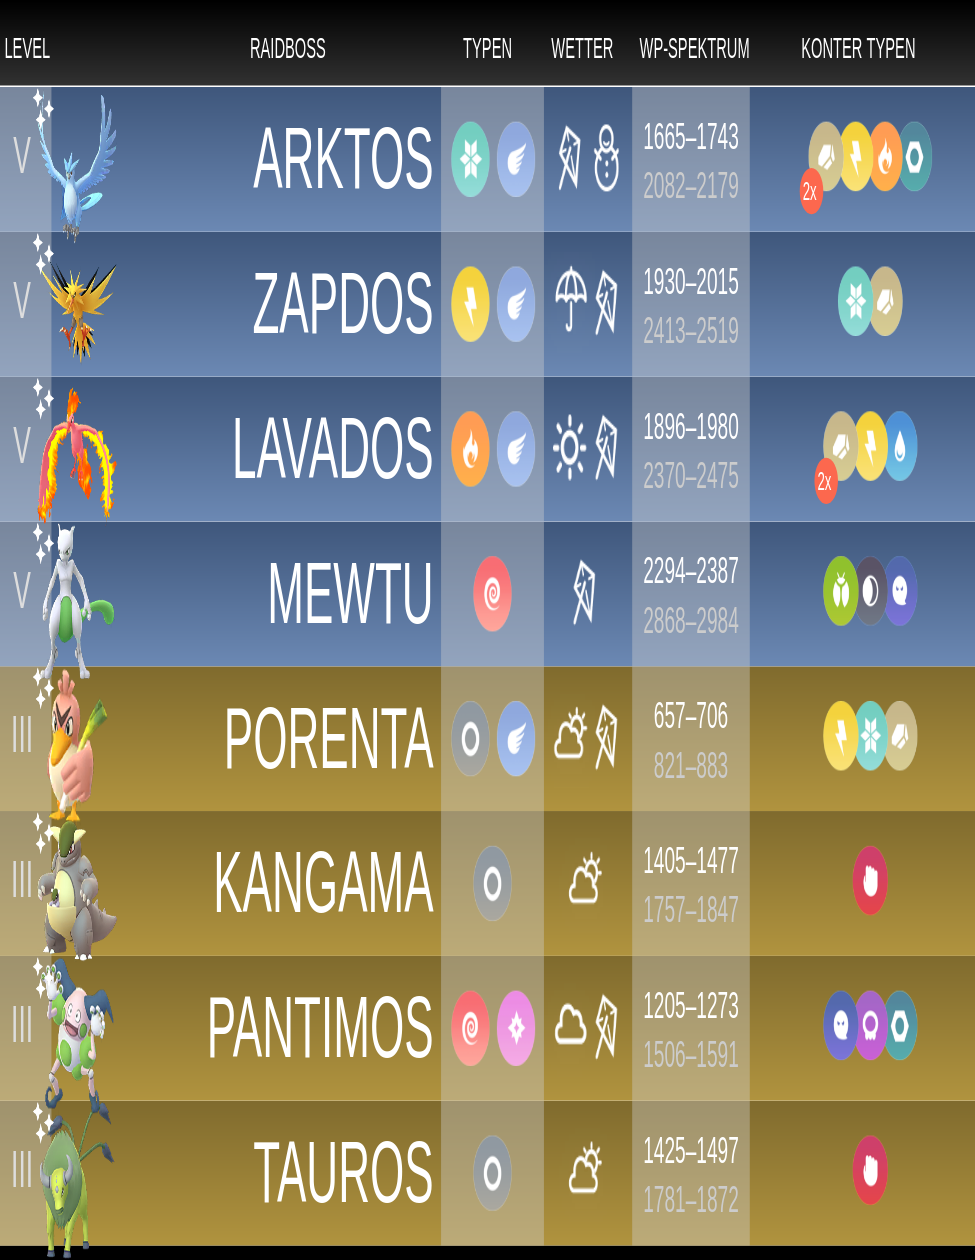 LEVEL RAIDBOSS TYPEN WETTER WP-SPEKTRUM KONTER TYPEN
V ARKTOS 1665–1743
2082–2179
2x
V ZAPDOS 1930–2015
2413–2519
V LAVADOS 1896–1980
2370–2475
2x
V MEWTU 2294–2387
2868–2984
III PORENTA 657–706
821–883
III KANGAMA 1405–1477
1757–1847
III PANTIMOS 1205–1273
1506–1591
III TAUROS 1425–1497
1781–1872